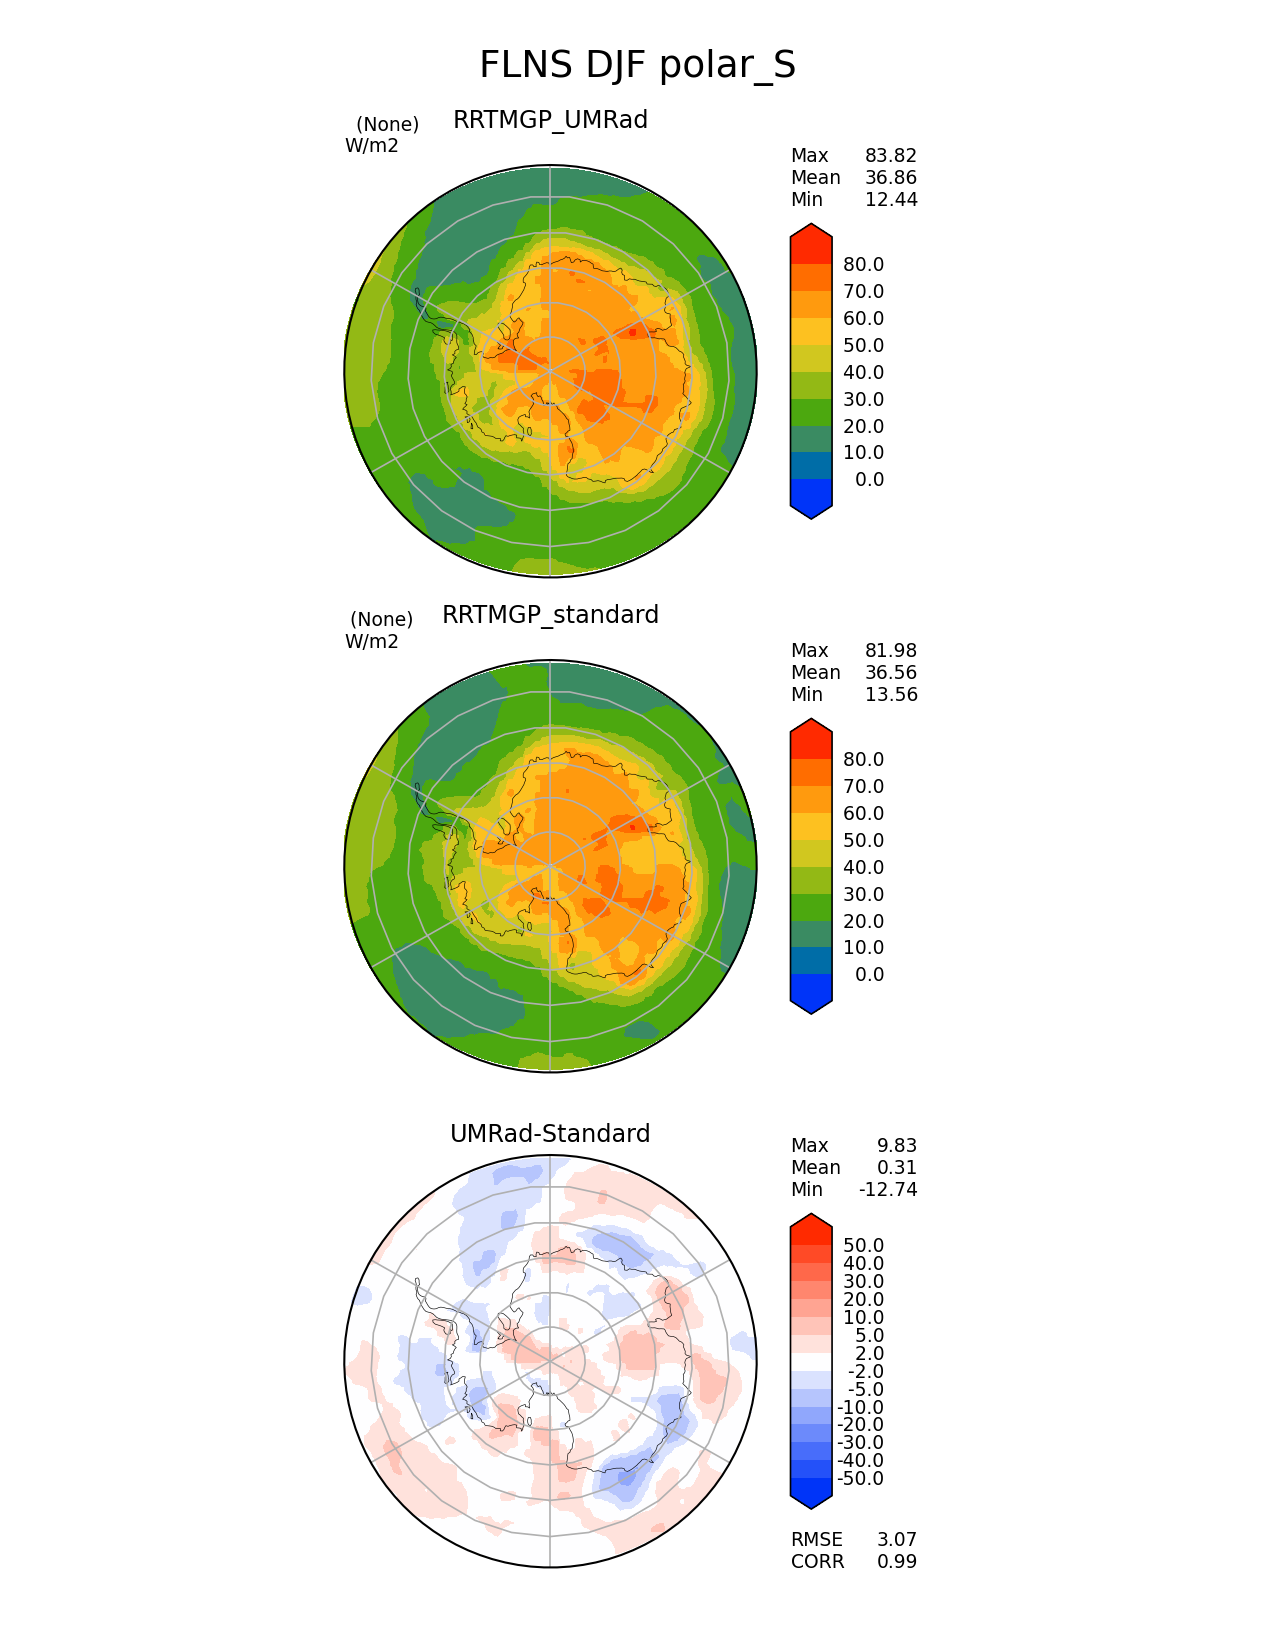 FLNS DJF polar_S
(None) RRTMGP_UMRad
W/m2
Max 83.82
Mean 36.86
Min 12.44
80.0
70.0
60.0
50.0
40.0
30.0
20.0
10.0
0.0
(None) RRTMGP_standard
W/m2
Max 81.98
Mean 36.56
Min 13.56
80.0
70.0
60.0
50.0
40.0
30.0
20.0
10.0
0.0
UMRad-Standard
Max 9.83
Mean 0.31
Min -12.74
50.0
40.0
30.0
20.0
10.0
5.0
2.0
-2.0
-5.0
-10.0
-20.0
-30.0
-40.0
-50.0
RMSE 3.07
CORR 0.99